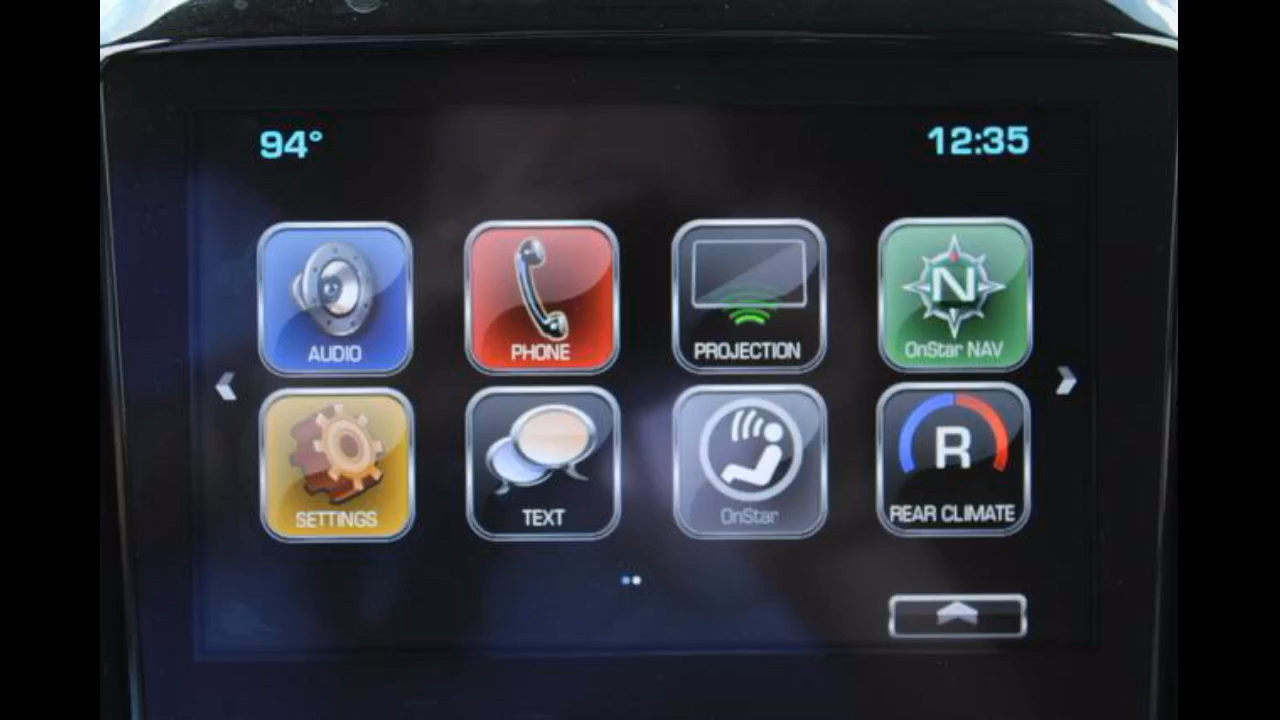 94° 12:35
AUDIO PHONE PROJECTION N OnStar NAV
SETTINGS TEXT OnStar R REAR CLIMATE